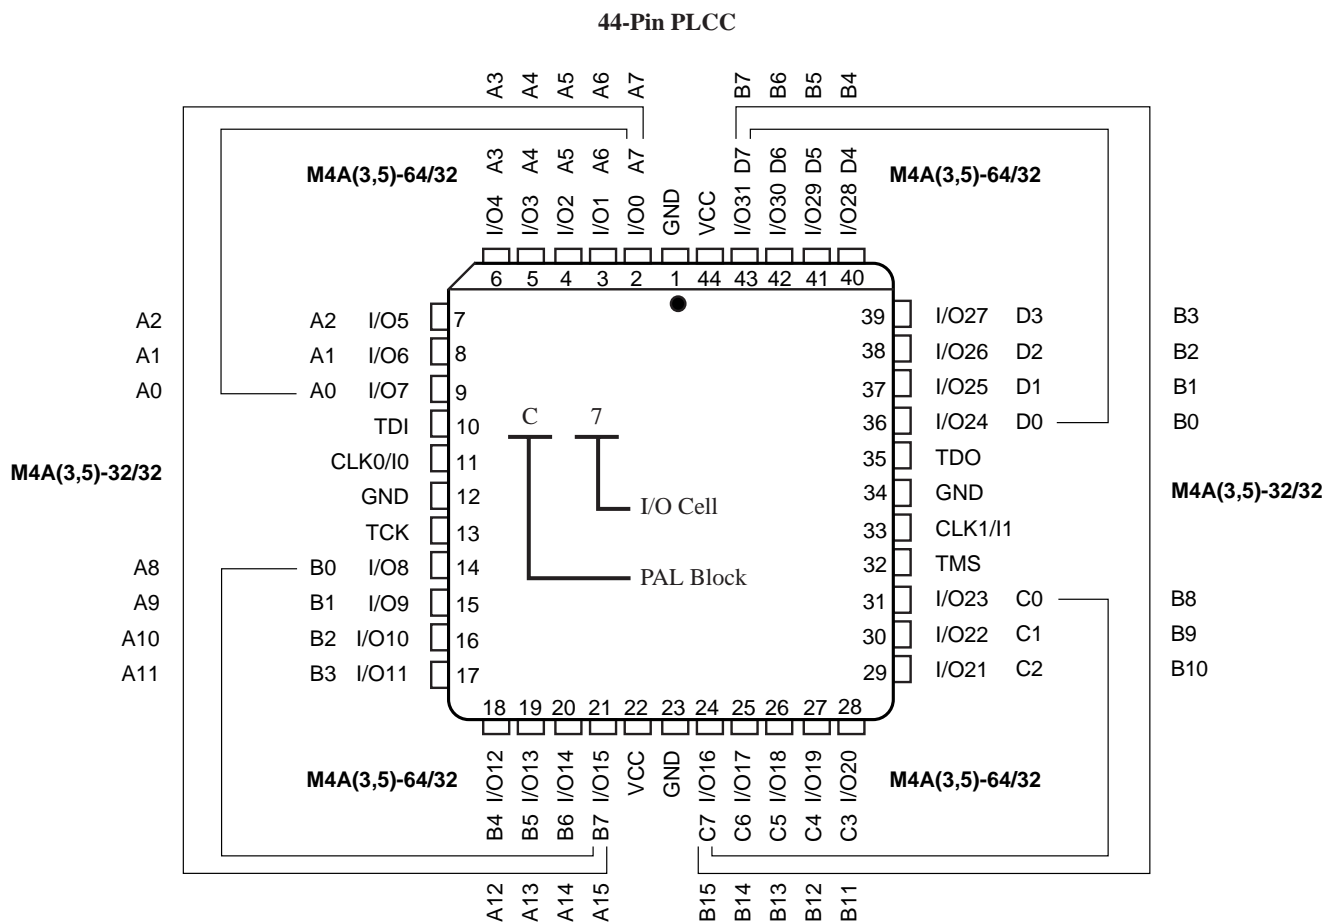 44-Pin PLCC
A3 A4 A5 A6 A7 B7 B6 B5 B4
M4A(3,5)-64/32 A3 A4 A5 A6 A7 D7 D6 D5 D4 M4A(3,5)-64/32
I/O4 I/O3 I/O2 I/O1 I/O0 GND VCC I/O31 I/O30 I/O29 I/O28
6 5 4 3 2 1 44 43 42 41 40
A2 A2 I/O5 7 39 I/O27 D3 B3
A1 A1 I/O6 8 38 I/O26 D2 B2
A0 A0 I/O7 9 37 I/O25 D1 B1
TDI 10 C 7 36 I/O24 D0 B0
CLK0/I0 11 35 TDO
M4A(3,5)-32/32 M4A(3,5)-32/32
GND 12 34 GND
I/O Cell
TCK 13 33 CLK1/I1
A8 B0 I/O8 14 32 TMS
PAL Block
A9 B1 I/O9 15 31 I/O23 C0 B8
A10 B2 I/O10 16 30 I/O22 C1 B9
A11 B3 I/O11 17 29 I/O21 C2 B10
18 19 20 21 22 23 24 25 26 27 28
M4A(3,5)-64/32 I/O12 I/O13 I/O14 I/O15 VCC GND I/O16 I/O17 I/O18 I/O19 I/O20 M4A(3,5)-64/32
B4 B5 B6 B7 C7 C6 C5 C4 C3
A12 A13 A14 A15 B15 B14 B13 B12 B11